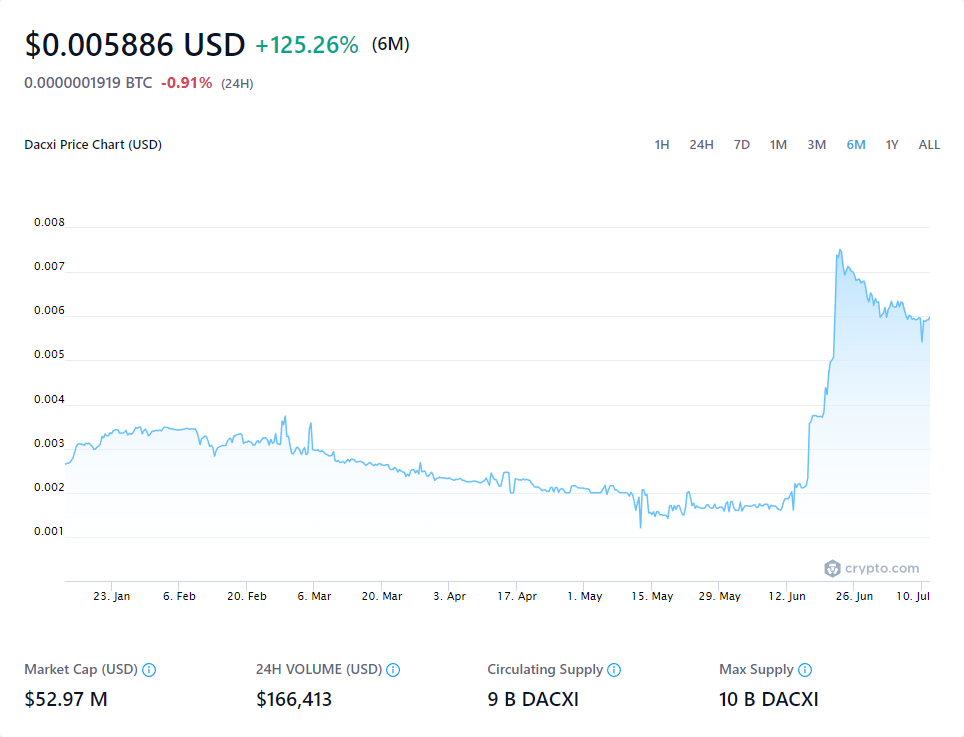 $0.005886 USD +125.26% (6M)
0.0000001919 BTC -0.91% (24H)
Dacxi Price Chart (USD) 1H 24H 7D 1M 3M 6M 1Y ALL
0.008
0.007
0.006
0.005
0.004
0.003
0.002
0.001
crypto.com
23. Jan 6. Feb 20. Feb 6. Mar 20. Mar 3. Apr 17. Apr 1. May 15. May 29. May 12. Jun 26. Jun 10. Jul
Market Cap (USD) 24H VOLUME (USD) Circulating Supply Max Supply
$52.97 M $166,413 9 B DACXI 10 B DACXI